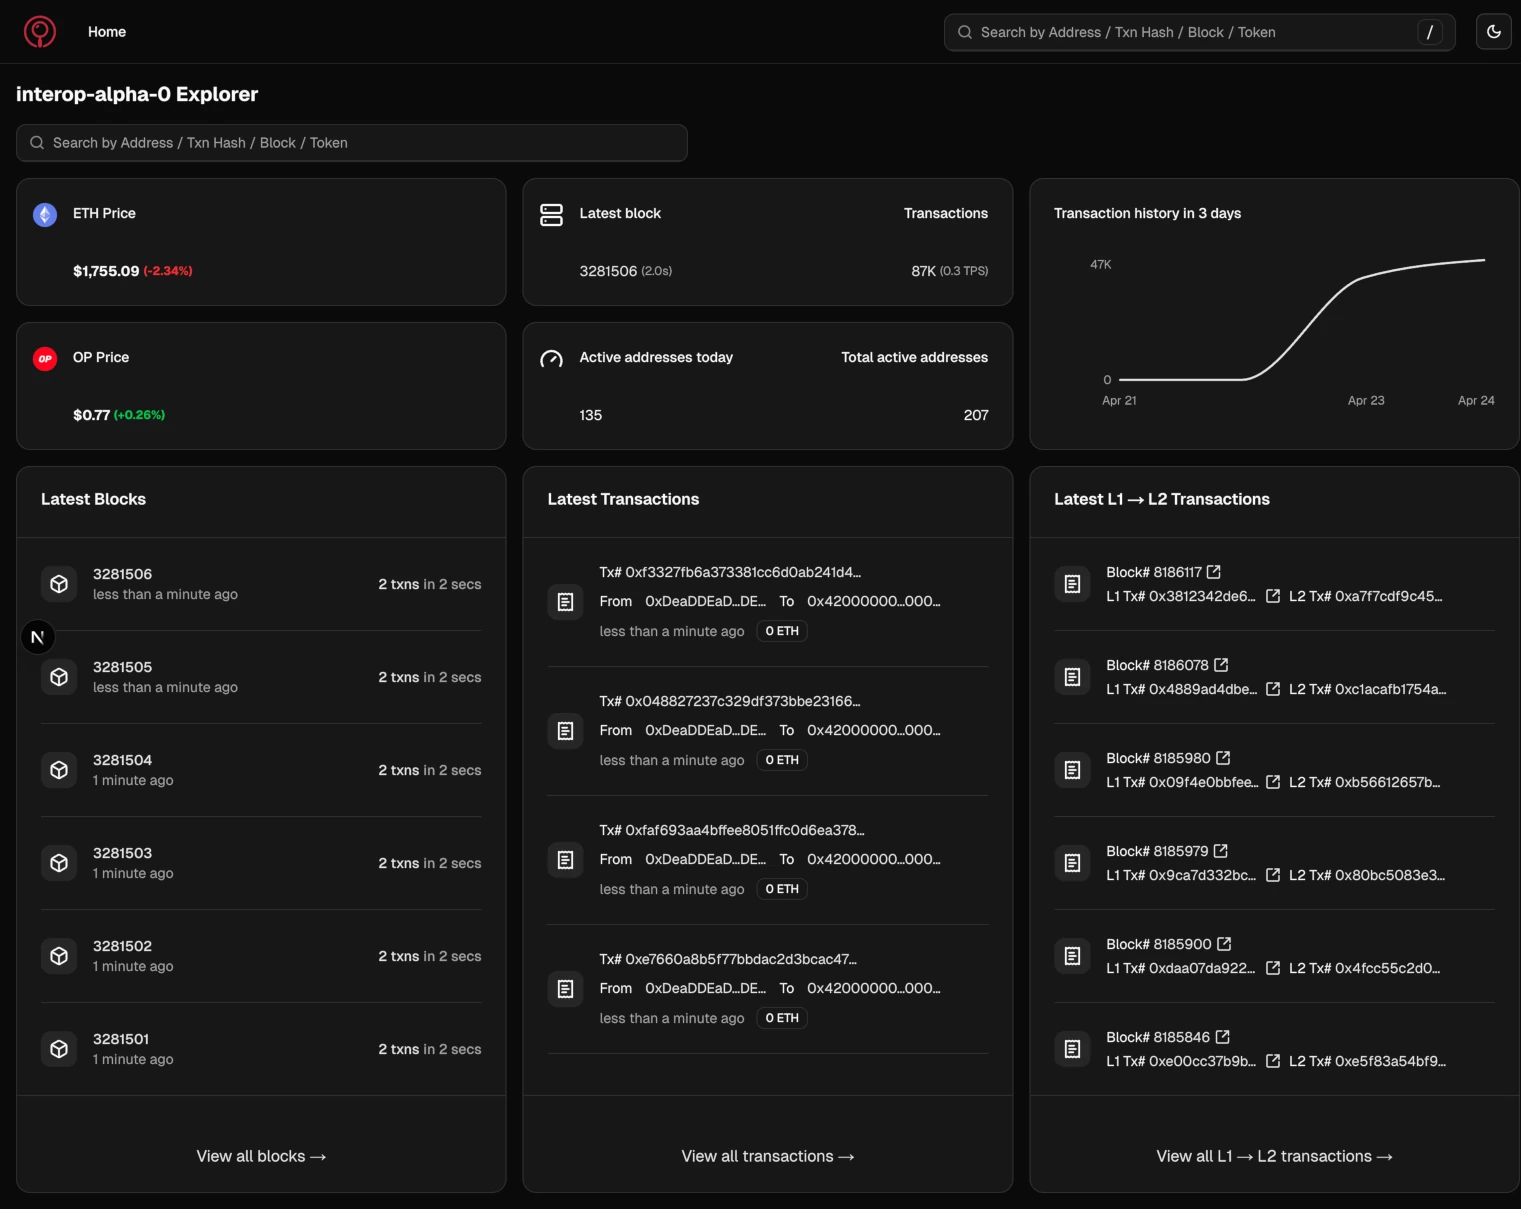 Home
Search by Address / Txn Hash / Block / Token
/
interop-alpha-0 Explorer
Search by Address / Txn Hash / Block / Token
ETH Price
$1,755.09 (-2.34%)
Latest block Transactions
3281506 (2.0s) 87K (0.3 TPS)
Transaction history in 3 days
47K
0
Apr 21 Apr 23 Apr 24
OP
OP Price
$0.77 (+0.26%)
Active addresses today Total active addresses
135 207
Latest Blocks
3281506
less than a minute ago
2 txns in 2 secs
N
3281505
less than a minute ago
2 txns in 2 secs
3281504
1 minute ago
2 txns in 2 secs
3281503
1 minute ago
2 txns in 2 secs
3281502
1 minute ago
2 txns in 2 secs
3281501
1 minute ago
2 txns in 2 secs
View all blocks →
Latest Transactions
Tx# 0xf3327fb6a373381cc6d0ab241d4...
From 0xDeaDDEaD...DE... To 0x42000000...000...
less than a minute ago 0 ETH
Tx# 0x048827237c329df373bbe23166...
From 0xDeaDDEaD...DE... To 0x42000000...000...
less than a minute ago 0 ETH
Tx# 0xfaf693aa4bffee8051ffc0d6ea378...
From 0xDeaDDEaD...DE... To 0x42000000...000...
less than a minute ago 0 ETH
Tx# 0xe7660a8b5f77bbdac2d3bcac47...
From 0xDeaDDEaD...DE... To 0x42000000...000...
less than a minute ago 0 ETH
View all transactions →
Latest L1 → L2 Transactions
Block# 8186117
L1 Tx# 0x3812342de6... L2 Tx# 0xa7f7cdf9c45...
Block# 8186078
L1 Tx# 0x4889ad4dbe... L2 Tx# 0xc1acafb1754a...
Block# 8185980
L1 Tx# 0x09f4e0bbfee... L2 Tx# 0xb56612657b...
Block# 8185979
L1 Tx# 0x9ca7d332bc... L2 Tx# 0x80bc5083e3...
Block# 8185900
L1 Tx# 0xdaa07da922... L2 Tx# 0x4fcc55c2d0...
Block# 8185846
L1 Tx# 0xe00cc37b9b... L2 Tx# 0xe5f83a54bf9...
View all L1 → L2 transactions →